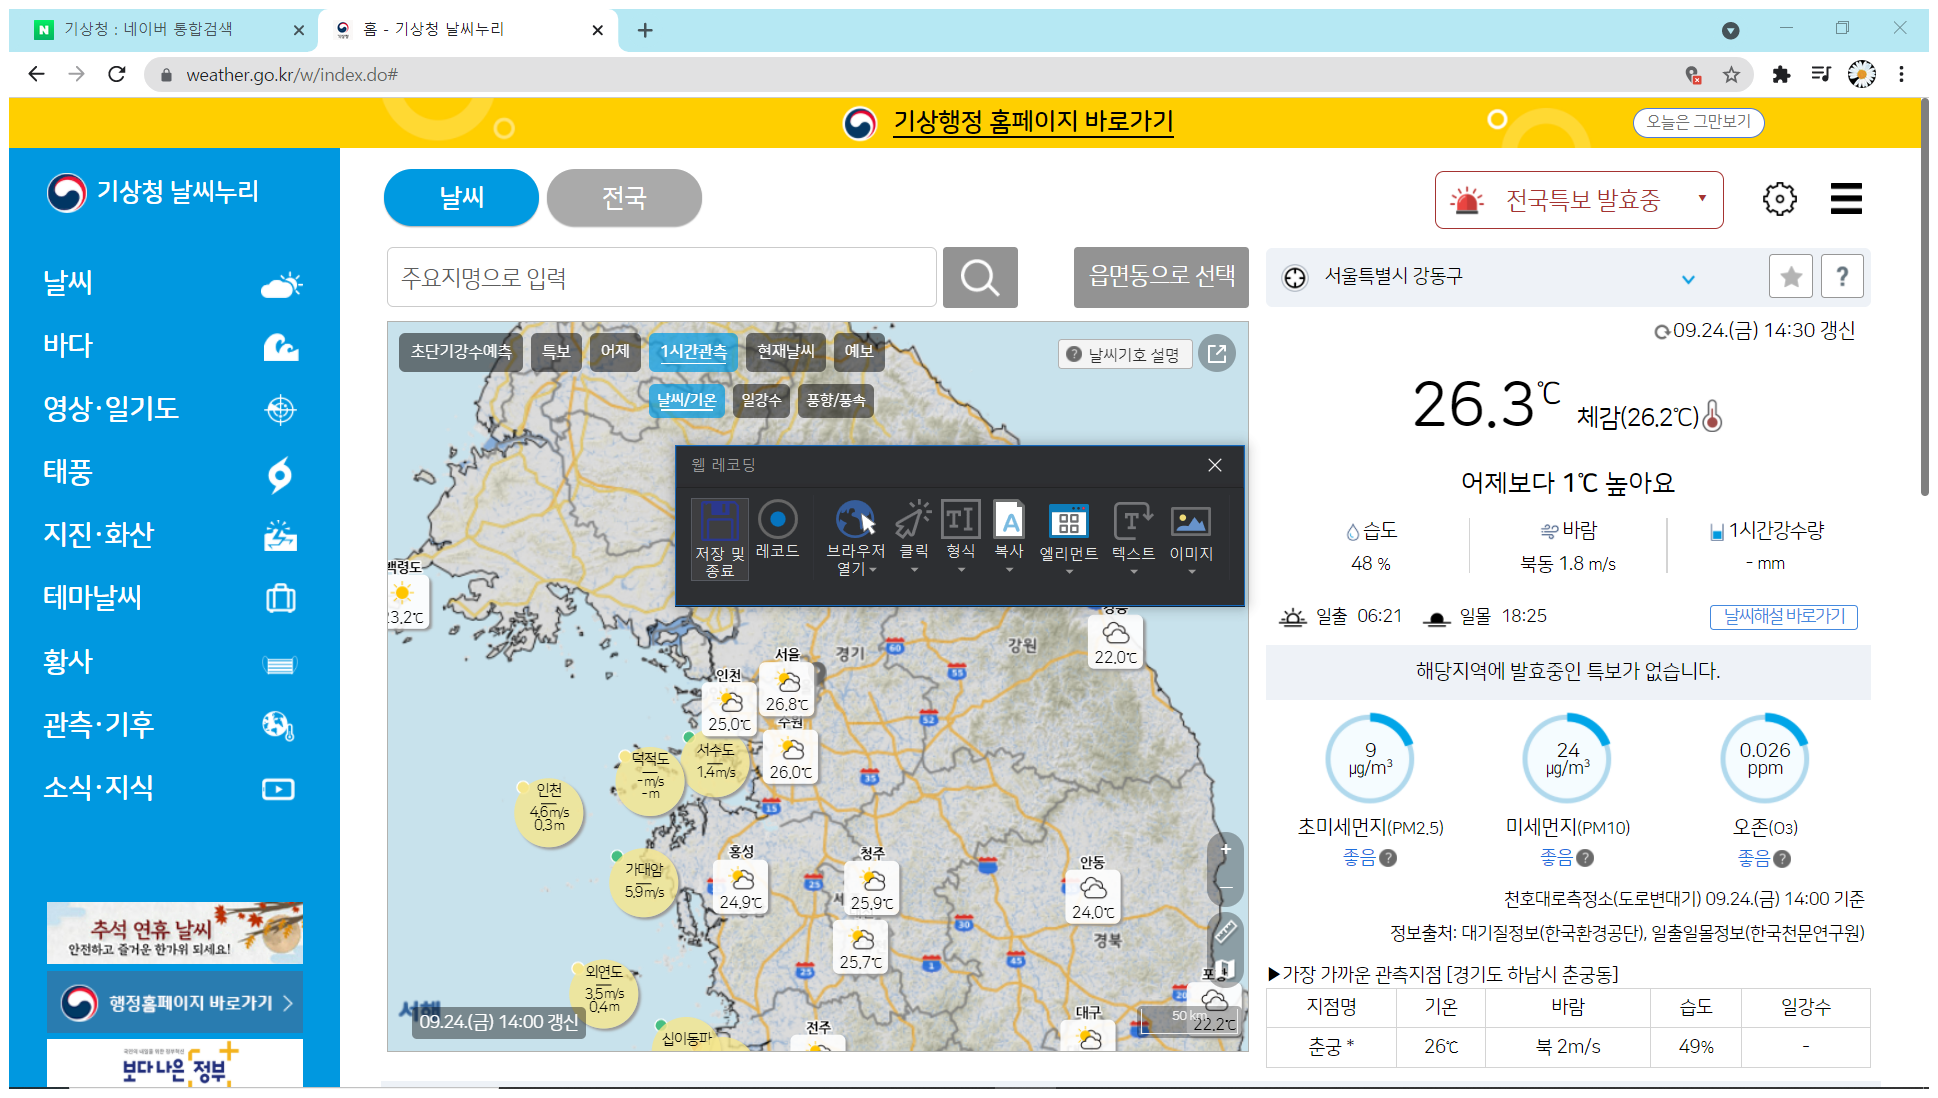 기상청 : 네이버 통합검색
홈 - 기상청 날씨누리
weather.go.kr/w/index.do#
기상행정 홈페이지 바로가기
오늘은 그만보기
기상청 날씨누리
날씨
바다
영상·일기도
태풍
지진·화산
테마날씨
황사
관측·기후
소식·지식
추석 연휴 날씨
안전하고 즐거운 한가위 되세요!
행정홈페이지 바로가기
보다나은 정부
날씨
전국
전국특보 발효중
주요지명으로 입력
읍면동으로 선택
초단기강수예측
특보
어제
1시간관측
현재날씨
예보
날씨기호 설명
날씨/기온
일강수
풍향/풍속
웹 레코딩
저장 및
종료
레코드
브라우저
열기
클릭
형식
복사
엘리먼트
텍스트
이미지
백령도
3.2℃
강원
22.0℃
경기
서울
26.8℃
인천
25.0℃
수원
26.0℃
서수도
1.4m/s
덕적도
-m/s
-m
인천
4.6m/s
0.3m
가대암
5.9m/s
홍성
24.9℃
청주
25.9℃
25.7℃
안동
24.0℃
경북
외연도
3.5m/s
0.4m
서해
십이동파
전주
대구
22.2℃
50 km
60
55
52
35
15
25
30
25
1
45
20
09.24.(금) 14:00 갱신
서울특별시 강동구
?
09.24.(금) 14:30 갱신
26.3℃ 체감(26.2℃)
어제보다 1℃ 높아요
습도
48 %
바람
북동 1.8 m/s
1시간강수량
- mm
일출 06:21
일몰 18:25
날씨해설 바로가기
해당지역에 발효중인 특보가 없습니다.
9
μg/m³
초미세먼지(PM2.5)
좋음
24
μg/m³
미세먼지(PM10)
좋음
0.026
ppm
오존(O3)
좋음
천호대로측정소(도로변대기) 09.24.(금) 14:00 기준
정보출처: 대기질정보(한국환경공단), 일출일몰정보(한국천문연구원)
▶가장 가까운 관측지점 [경기도 하남시 춘궁동]
지점명 기온 바람 습도 일강수
춘궁 * 26℃ 북 2m/s 49% -